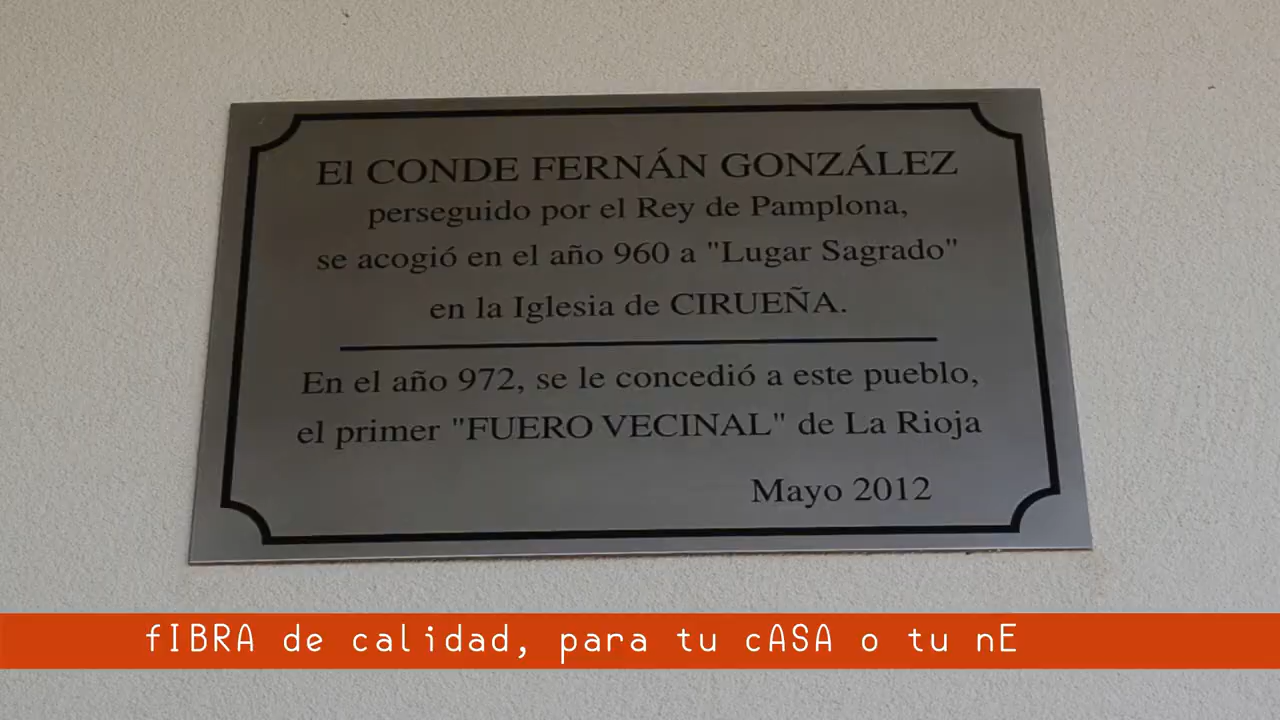 El CONDE FERNÁN GONZÁLEZ
perseguido por el Rey de Pamplona,
se acogió en el año 960 a "Lugar Sagrado"
en la Iglesia de CIRUEÑA.
En el año 972, se le concedió a este pueblo,
el primer "FUERO VECINAL" de La Rioja
Mayo 2012
fIBRA de calidad, para tu cASA o tu nE